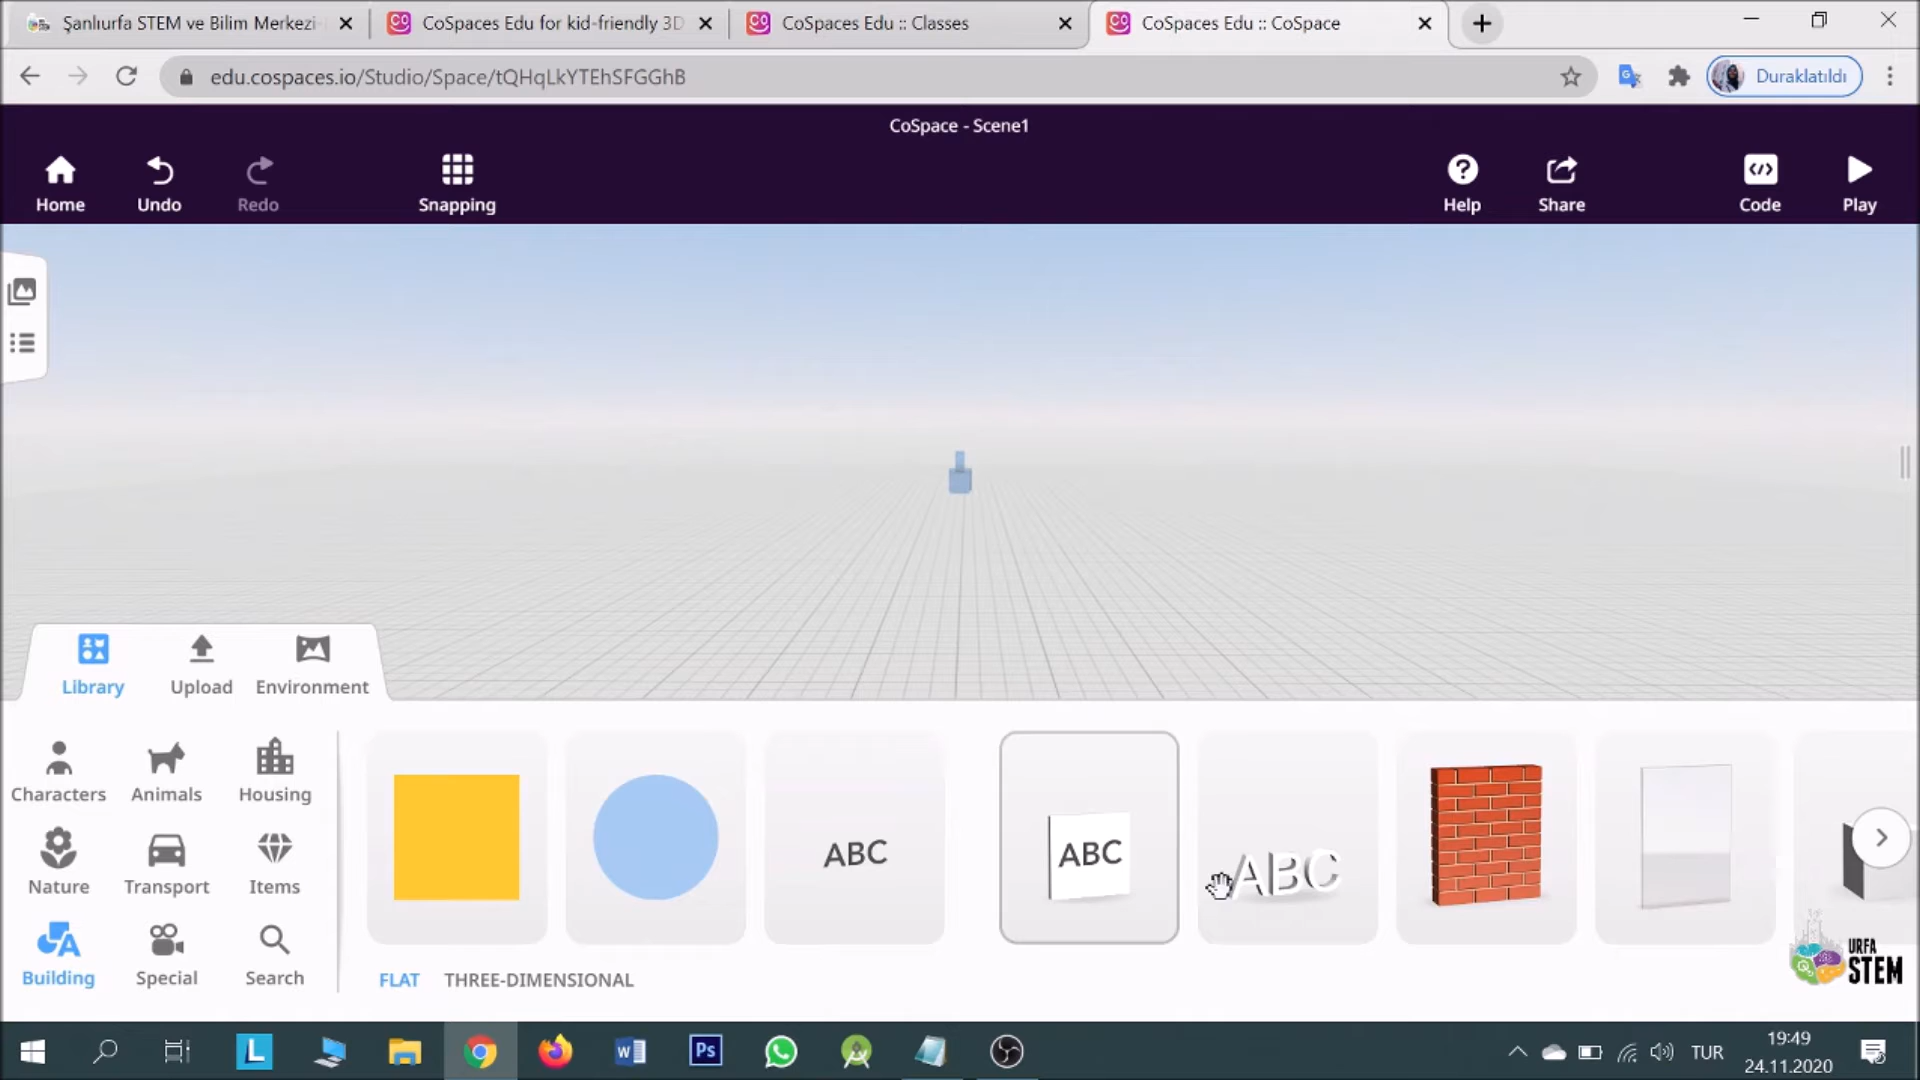 Şanlıurfa STEM ve Bilim Merkezi-
CoSpaces Edu for kid-friendly 3D
CoSpaces Edu :: Classes
CoSpaces Edu :: CoSpace
edu.cospaces.io/Studio/Space/tQHqLkYTEhSFGGhB
Duraklatıldı
CoSpace - Scene1
Home
Undo
Redo
Snapping
Help
Share
Code
Play
Library
Upload
Environment
Characters
Animals
Housing
Nature
Transport
Items
Building
Special
Search
ABC
ABC
ABC
FLAT
THREE-DIMENSIONAL
URFA
STEM
L
Ps
TUR
19:49
24.11.2020